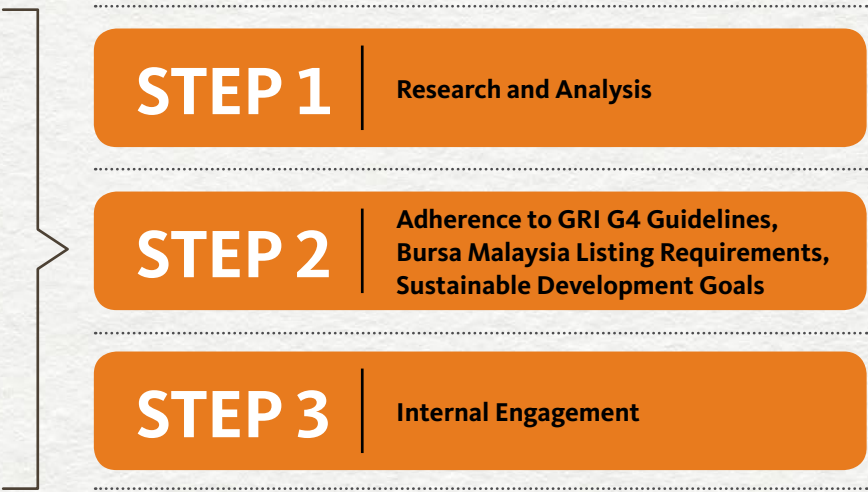 STEP 1
Research and Analysis
STEP 2
Adherence to GRI G4 Guidelines,
Bursa Malaysia Listing Requirements,
Sustainable Development Goals
STEP 3
Internal Engagement